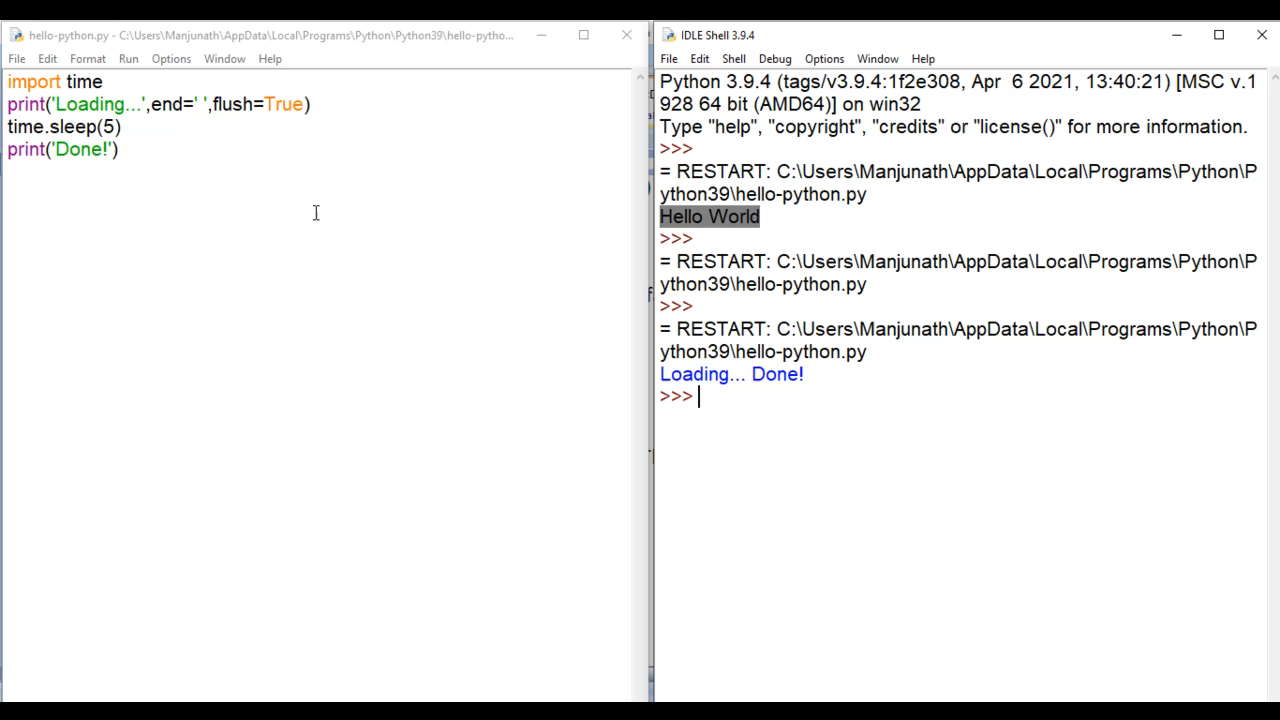 hello-python.py - C:\Users\Manjunath\AppData\Local\Programs\Python\Python39\hello-pytho...
File Edit Format Run Options Window Help
import time
print('Loading...',end=' ',flush=True)
time.sleep(5)
print('Done!')
IDLE Shell 3.9.4
File Edit Shell Debug Options Window Help
Python 3.9.4 (tags/v3.9.4:1f2e308, Apr  6 2021, 13:40:21) [MSC v.1
928 64 bit (AMD64)] on win32
Type "help", "copyright", "credits" or "license()" for more information.
>>>
= RESTART: C:\Users\Manjunath\AppData\Local\Programs\Python\P
ython39\hello-python.py
Hello World
>>>
= RESTART: C:\Users\Manjunath\AppData\Local\Programs\Python\P
ython39\hello-python.py
>>>
= RESTART: C:\Users\Manjunath\AppData\Local\Programs\Python\P
ython39\hello-python.py
Loading... Done!
>>>